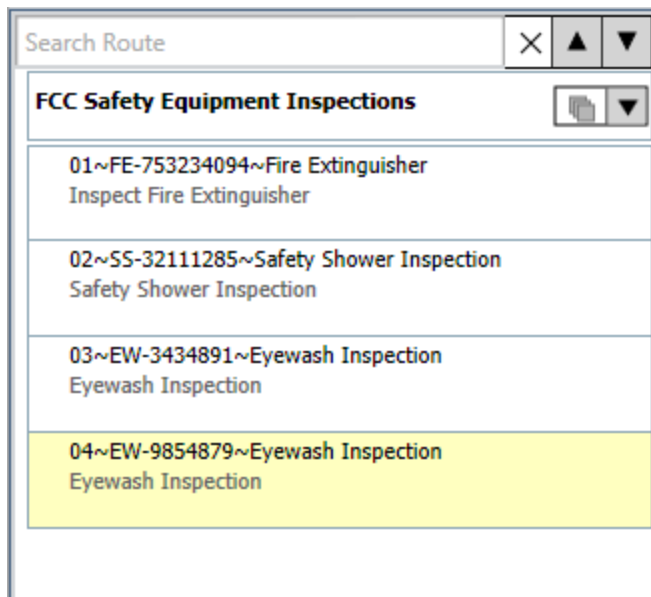 Search Route
FCC Safety Equipment Inspections
01~FE-753234094~Fire Extinguisher
Inspect Fire Extinguisher
02~SS-32111285~Safety Shower Inspection
Safety Shower Inspection
03~EW-3434891~Eyewash Inspection
Eyewash Inspection
04~EW-9854879~Eyewash Inspection
Eyewash Inspection